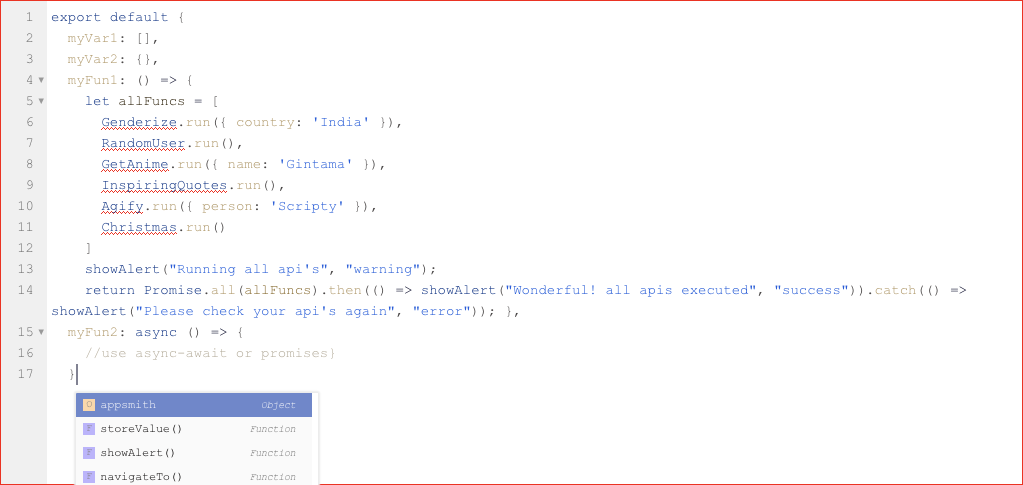 1 export default {
2 myVar1: [],
3 myVar2: {},
4 myFun1: () => {
5 let allFuncs = [
6 Genderize.run({ country: 'India' }),
7 RandomUser.run(),
8 GetAnime.run({ name: 'Gintama' }),
9 InspiringQuotes.run(),
10 Agify.run({ person: 'Scripty' }),
11 Christmas.run()
12 ]
13 showAlert("Running all api's", "warning");
14 return Promise.all(allFuncs).then(() => showAlert("Wonderful! all apis executed", "success")).catch(() =>
showAlert("Please check your api's again", "error")); },
15 myFun2: async () => {
16 //use async-await or promises}
17 }
O appsmith Object
F storeValue() Function
F showAlert() Function
F navigateTo() Function